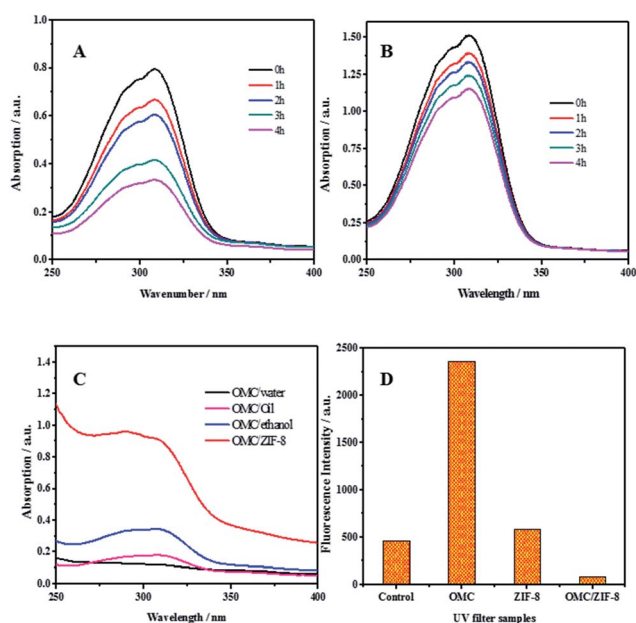 A
0h
1h
2h
3h
4h
1.0
0.8
0.6
0.4
0.2
0.0
Absorption / a.u.
250 300 350 400
Wavenumber / nm
B
0h
1h
2h
3h
4h
1.50
1.25
1.00
0.75
0.50
0.25
0.00
Absorption / a.u.
250 300 350 400
Wavelength / nm
C
OMC/water
OMC/Oil
OMC/ethanol
OMC/ZIF-8
1.4
1.2
1.0
0.8
0.6
0.4
0.2
0.0
Absorption / a.u.
250 300 350 400
Wavelength / nm
D
2500
2000
1500
1000
500
0
Fluorescence Intensity / a.u.
Control OMC ZIF-8 OMC/ZIF-8
UV filter samples